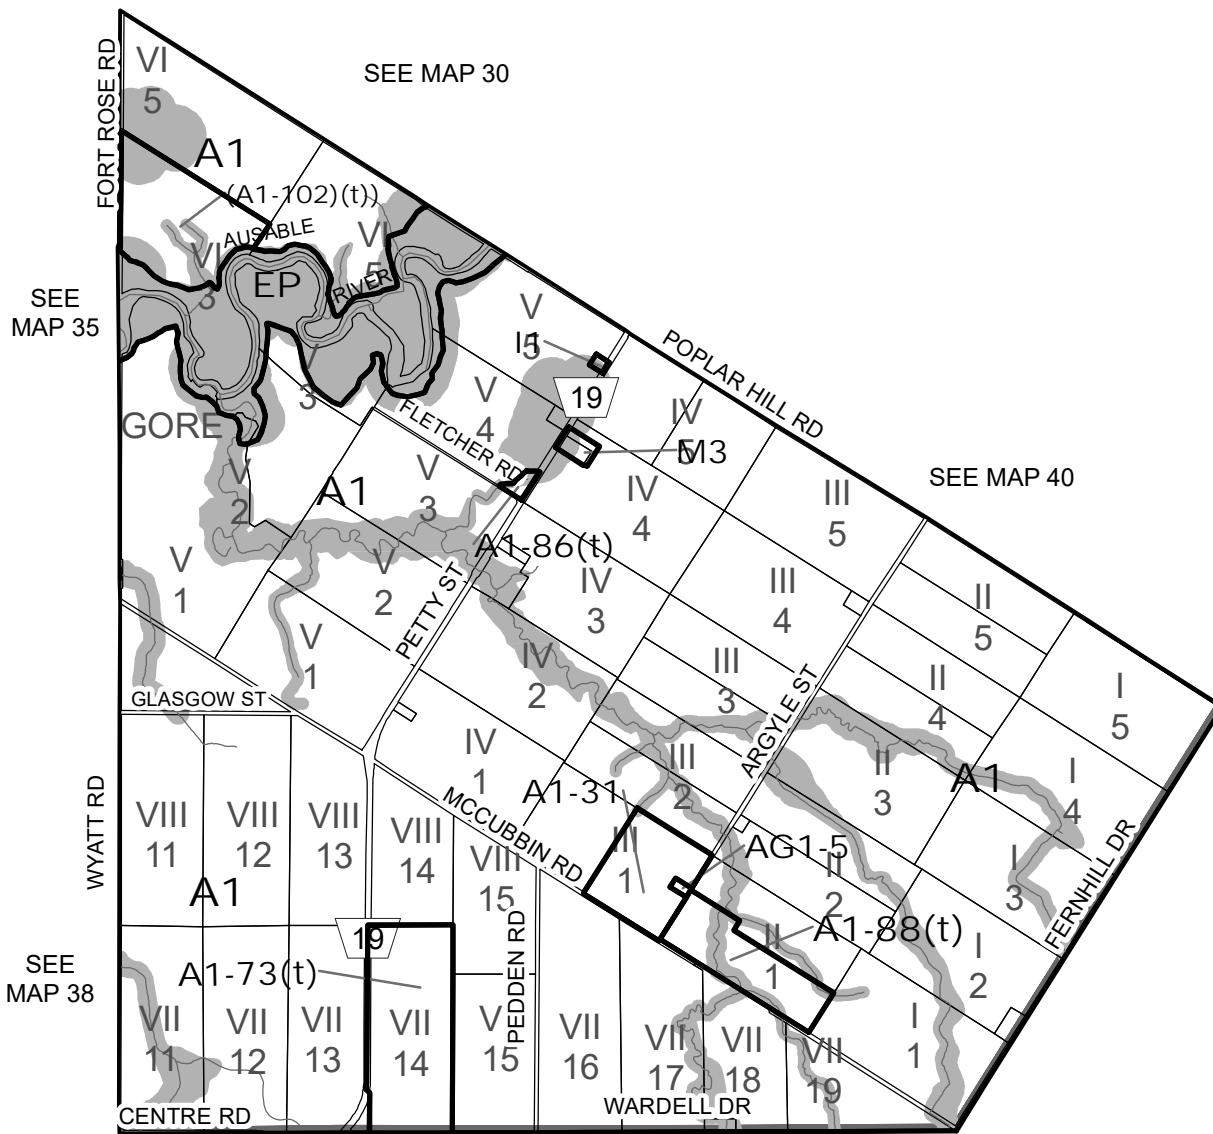 SEE MAP 30
FORT ROSE RD
VI
5
A1
(A1-102)(t))
AUSABLE
RIVER
VI
3
VI
5
EP
SEE
MAP 35
V
5
I1
19
POPLAR HILL RD
V
3
V
4
FLETCHER RD
IV
5
M3
GORE
SEE MAP 40
V
2
A1
V
3
IV
4
III
5
A1-86(t)
V
1
V
2
PETTY ST
IV
3
III
4
II
5
V
1
IV
2
III
3
ARGYLE ST
II
4
I
5
GLASGOW ST
IV
1
III
2
II
3
A1
I
4
A1-31
MCCUBBIN RD
WYATT RD
VIII
11
VIII
12
VIII
13
VIII
14
VIII
15
III
1
AG1-5
II
2
I
3
FERNHILL DR
A1
19
PEDDEN RD
A1-88(t)
II
1
I
2
SEE
MAP 38
A1-73(t)
VII
11
VII
12
VII
13
VII
14
V
15
VII
16
VII
17
VII
18
VII
19
I
1
CENTRE RD
WARDELL DR